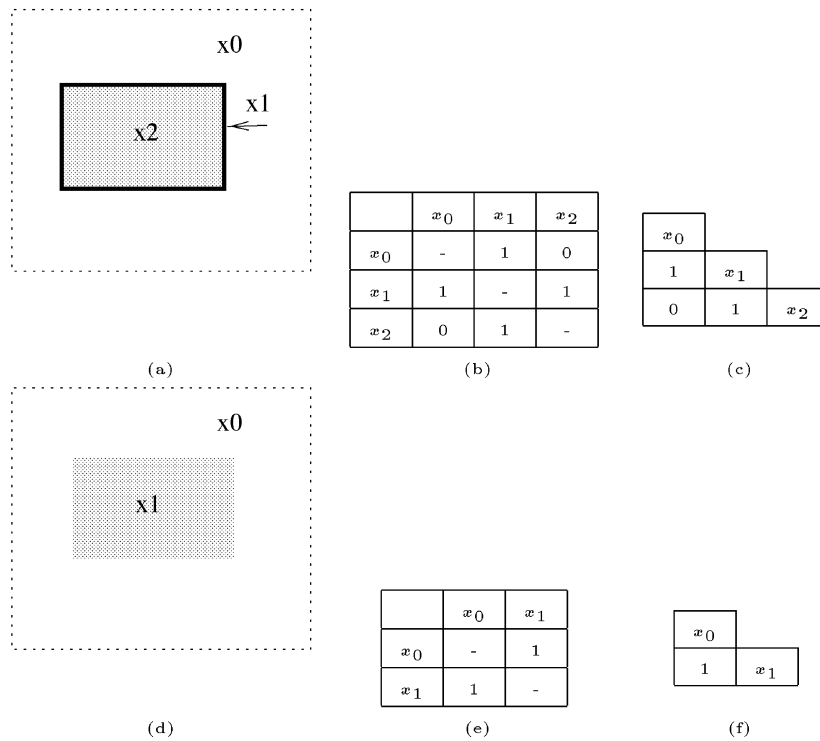 x0
x1
x2
x0 x1 x2
x0 - 1 0
x1 1 - 1
x2 0 1 -
x0
1 x1
0 1 x2
(a) (b) (c)
x0
x1
x0 x1
x0 - 1
x1 1 -
x0
1 x1
(d) (e) (f)